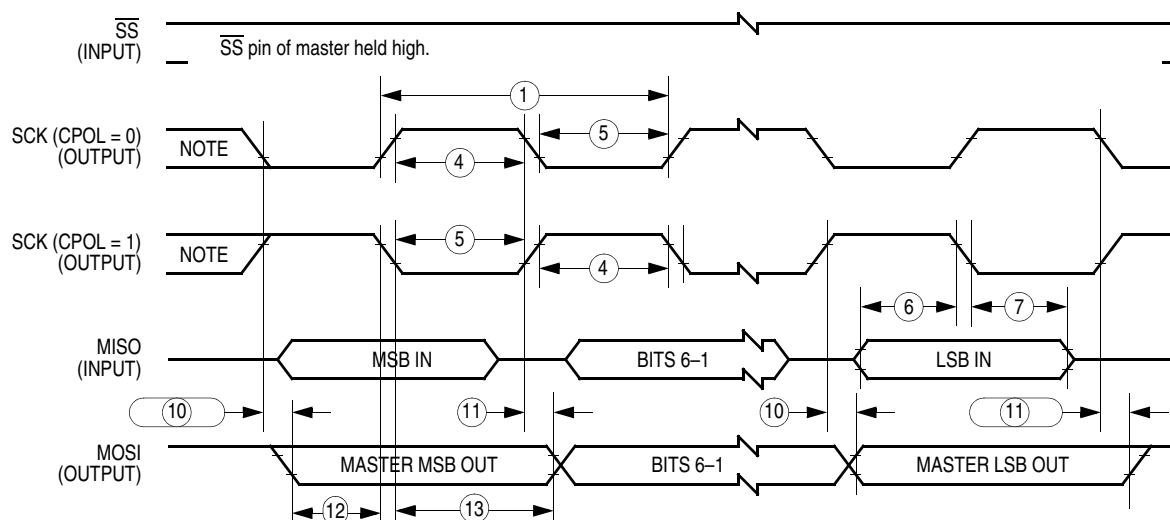 SS
(INPUT)
SS pin of master held high.
1
SCK (CPOL = 0)
(OUTPUT)
NOTE
5
4
SCK (CPOL = 1)
(OUTPUT)
NOTE
5
4
6
7
MISO
(INPUT)
MSB IN
BITS 6–1
LSB IN
10
11
10
11
MOSI
(OUTPUT)
MASTER MSB OUT
BITS 6–1
MASTER LSB OUT
12
13